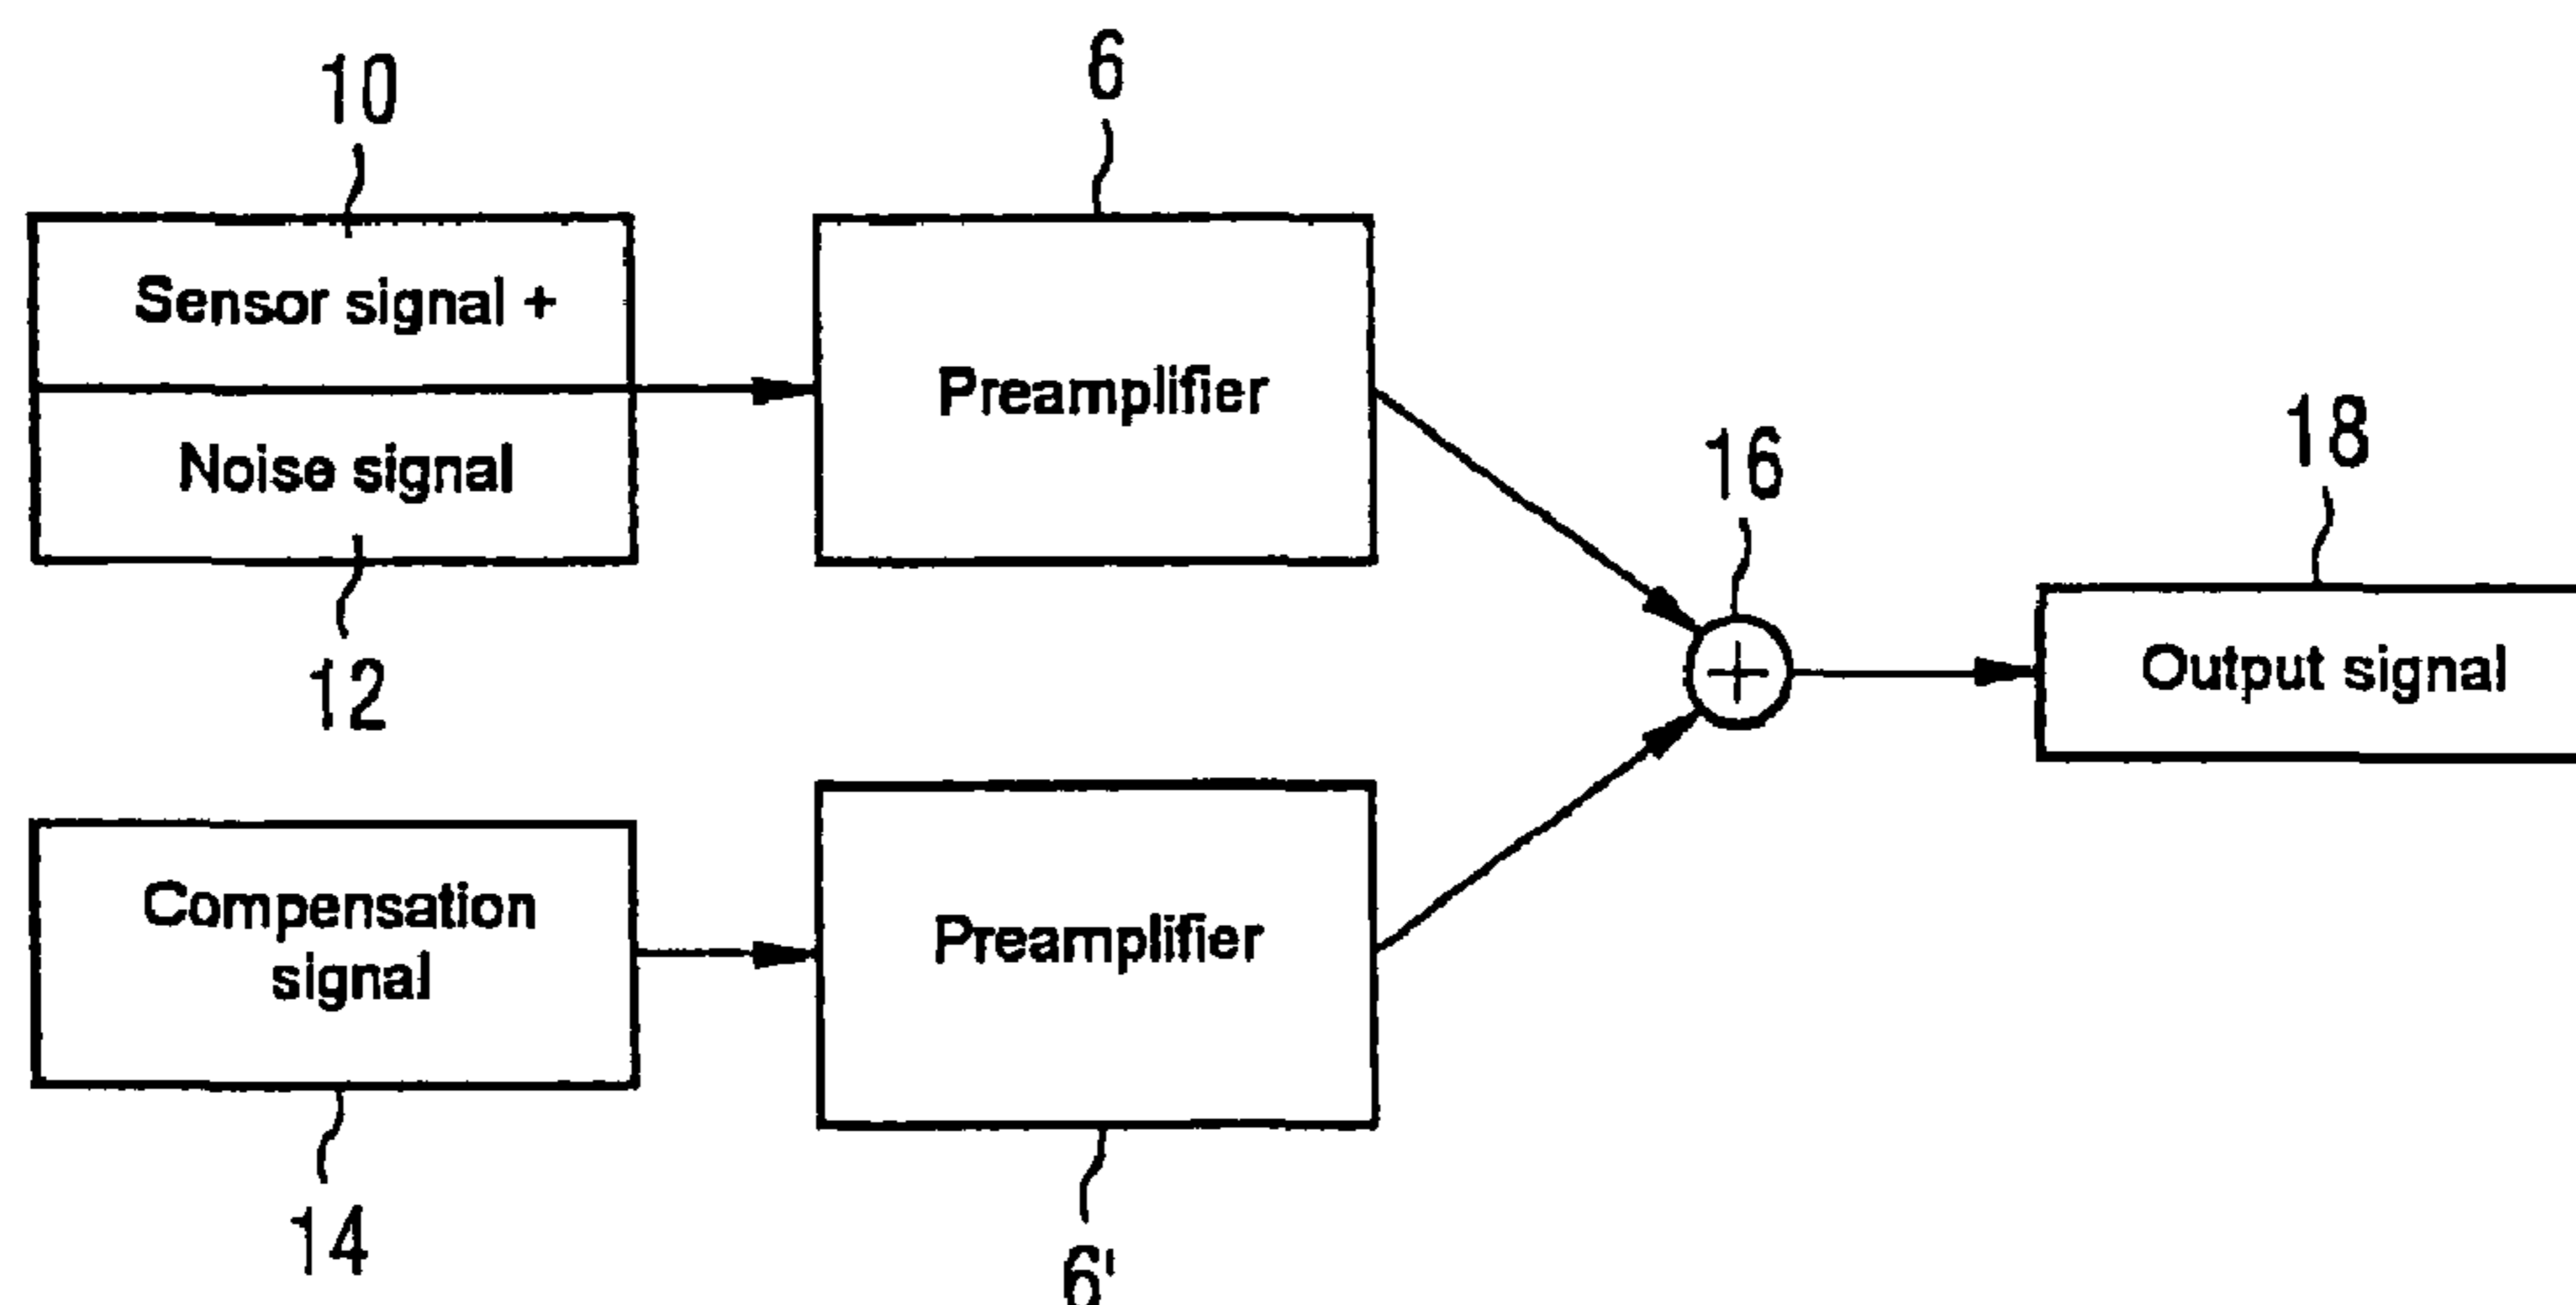 10
6
Sensor signal +
Preamplifier
Noise signal
12
16
18
Output signal
Compensation
signal
Preamplifier
14
6'